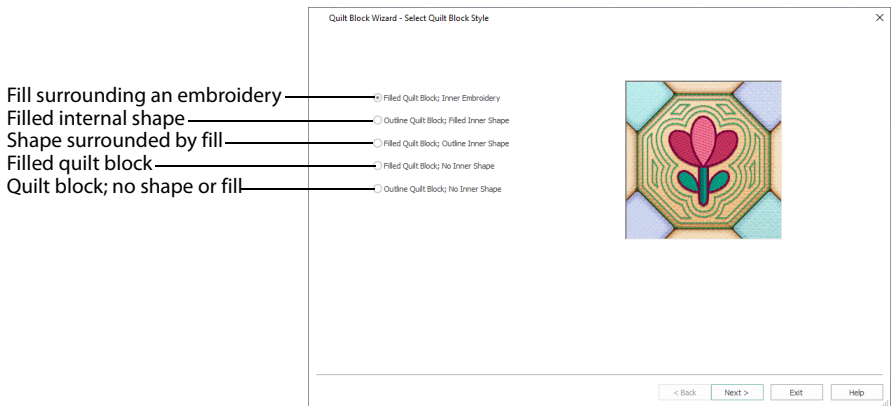 Quilt Block Wizard - Select Quilt Block Style
Fill surrounding an embroidery
Filled Quilt Block; Inner Embroidery
Filled internal shape
Outline Quilt Block; Filled Inner Shape
Shape surrounded by fill
Filled Quilt Block; Outline Inner Shape
Filled quilt block
Filled Quilt Block; No Inner Shape
Quilt block; no shape or fill
Outline Quilt Block; No Inner Shape
< Back Next > Exit Help